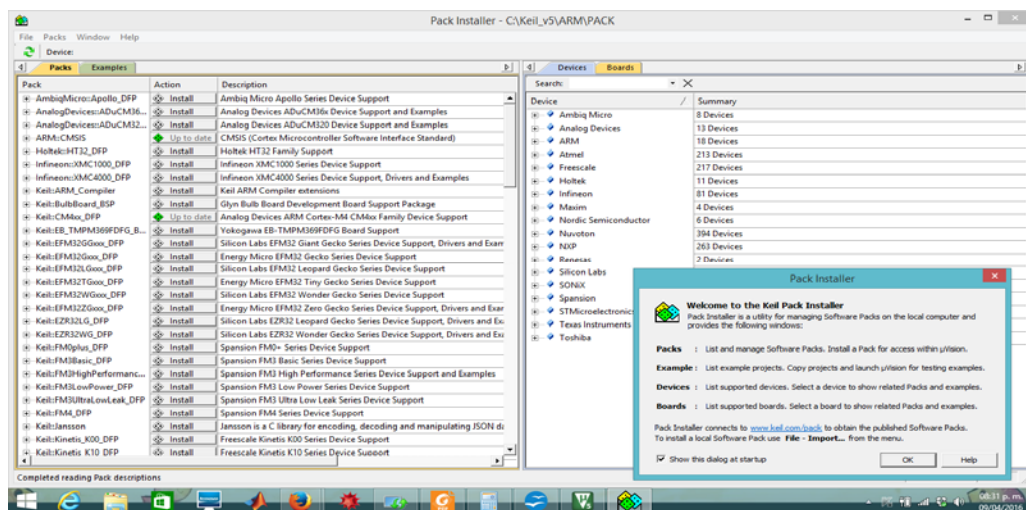 Pack Installer - C:\Keil_v5\ARM\PACK
File Packs Window Help
Device:
Packs Examples
Pack Action Description
AmbiqMicro::Apollo_DFP Install Ambiq Micro Apollo Series Device Support
AnalogDevices::ADuCM36... Install Analog Devices ADuCM36x Device Support and Examples
AnalogDevices::ADuCM32... Install Analog Devices ADuCM320 Device Support and Examples
ARM::CMSIS Up to date CMSIS (Cortex Microcontroller Software Interface Standard)
Holtek::HT32_DFP Install Holtek HT32 Family Support
Infineon::XMC1000_DFP Install Infineon XMC1000 Series Device Support
Infineon::XMC4000_DFP Install Infineon XMC4000 Series Device Support, Drivers and Examples
Keil::ARM_Compiler Install Keil ARM Compiler extensions
Keil::BulbBoard_BSP Install Glyn Bulb Board Development Board Support Package
Keil::CM4xx_DFP Up to date Analog Devices ARM Cortex-M4 CM4xx Family Device Support
Keil::EB_TMPM369FDFG_B... Install Yokogawa EB-TMPM369FDFG Board Support
Keil::EFM32GGxxx_DFP Install Silicon Labs EFM32 Giant Gecko Series Device Support, Drivers and Exam
Keil::EFM32Gxxx_DFP Install Energy Micro EFM32 Gecko Series Device Support
Keil::EFM32LGxxx_DFP Install Silicon Labs EFM32 Leopard Gecko Series Device Support
Keil::EFM32TGxxx_DFP Install Energy Micro EFM32 Tiny Gecko Series Device Support
Keil::EFM32WGxxx_DFP Install Silicon Labs EFM32 Wonder Gecko Series Device Support
Keil::EFM32ZGxxx_DFP Install Energy Micro EFM32 Zero Gecko Series Device Support, Drivers and Exar
Keil::EZR32LG_DFP Install Silicon Labs EZR32 Leopard Gecko Series Device Support, Drivers and Ex
Keil::EZR32WG_DFP Install Silicon Labs EZR32 Wonder Gecko Series Device Support, Drivers and Exa
Keil::FM0plus_DFP Install Spansion FM0+ Series Device Support
Keil::FM3Basic_DFP Install Spansion FM3 Basic Series Device Support
Keil::FM3HighPerformanc... Install Spansion FM3 High Performance Series Device Support and Examples
Keil::FM3LowPower_DFP Install Spansion FM3 Low Power Series Device Support
Keil::FM3UltraLowLeak_DFP Install Spansion FM3 Ultra Low Leak Series Device Support
Keil::FM4_DFP Install Spansion FM4 Series Device Support
Keil::Jansson Install Jansson is a C library for encoding, decoding and manipulating JSON da
Keil::Kinetis_K00_DFP Install Freescale Kinetis K00 Series Device Support
Keil::Kinetis_K10_DFP Install Freescale Kinetis K10 Series Device Support
Completed reading Pack descriptions
Devices Boards
Search:
Device / Summary
Ambiq Micro 8 Devices
Analog Devices 13 Devices
ARM 18 Devices
Atmel 213 Devices
Freescale 217 Devices
Holtek 11 Devices
Infineon 81 Devices
Maxim 4 Devices
Nordic Semiconductor 6 Devices
Nuvoton 394 Devices
NXP 263 Devices
Renesas 2 Devices
Silicon Labs
SONiX
Spansion
STMicroelectronics
Texas Instruments
Toshiba
Pack Installer
Welcome to the Keil Pack Installer
Pack Installer is a utility for managing Software Packs on the local computer and
provides the following windows:
Packs : List and manage Software Packs. Install a Pack for access within µVision.
Example : List example projects. Copy projects and launch µVision for testing examples.
Devices : List supported devices. Select a device to show related Packs and examples.
Boards : List supported boards. Select a board to show related Packs and examples.
Pack Installer connects to www.keil.com/pack to obtain the published Software Packs.
To install a local Software Pack use File - Import... from the menu.
Show this dialog at startup OK Help
08:31 p. m.
09/04/2016